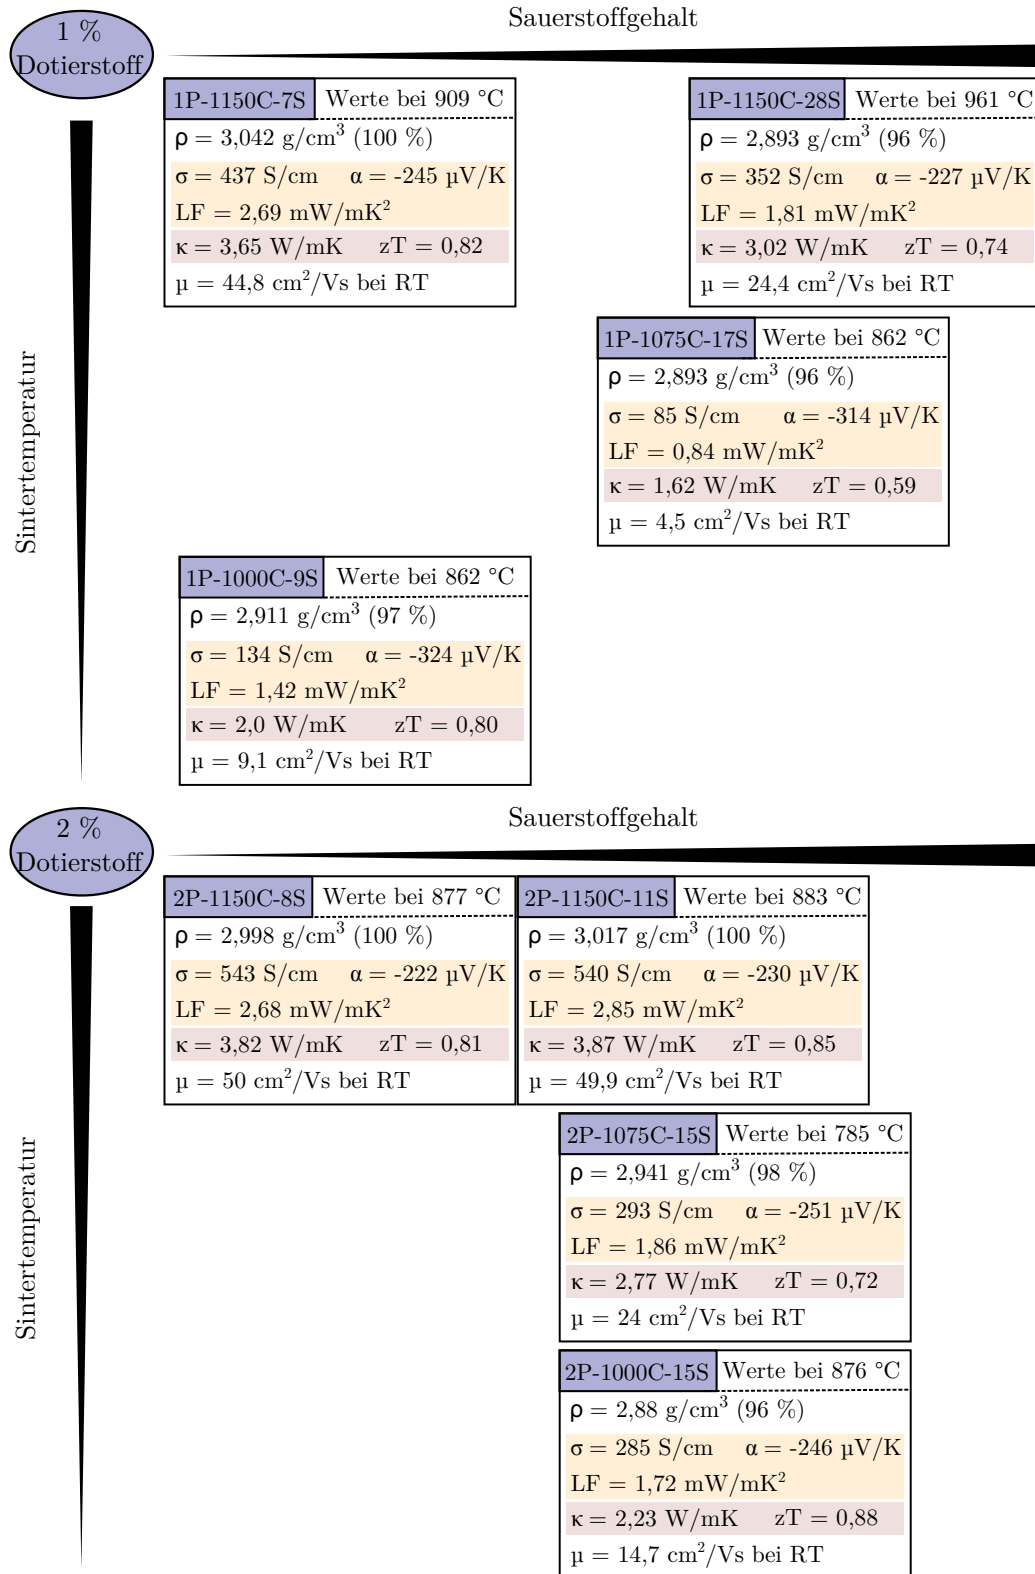 1 %
Dotierstoff
Sauerstoffgehalt
Sintertemperatur
1P-1150C-7S Werte bei 909 °C
ρ = 3,042 g/cm³ (100 %)
σ = 437 S/cm α = -245 µV/K
LF = 2,69 mW/mK²
κ = 3,65 W/mK zT = 0,82
µ = 44,8 cm²/Vs bei RT
1P-1150C-28S Werte bei 961 °C
ρ = 2,893 g/cm³ (96 %)
σ = 352 S/cm α = -227 µV/K
LF = 1,81 mW/mK²
κ = 3,02 W/mK zT = 0,74
µ = 24,4 cm²/Vs bei RT
1P-1075C-17S Werte bei 862 °C
ρ = 2,893 g/cm³ (96 %)
σ = 85 S/cm α = -314 µV/K
LF = 0,84 mW/mK²
κ = 1,62 W/mK zT = 0,59
µ = 4,5 cm²/Vs bei RT
1P-1000C-9S Werte bei 862 °C
ρ = 2,911 g/cm³ (97 %)
σ = 134 S/cm α = -324 µV/K
LF = 1,42 mW/mK²
κ = 2,0 W/mK zT = 0,80
µ = 9,1 cm²/Vs bei RT
2 %
Dotierstoff
Sauerstoffgehalt
Sintertemperatur
2P-1150C-8S Werte bei 877 °C
ρ = 2,998 g/cm³ (100 %)
σ = 543 S/cm α = -222 µV/K
LF = 2,68 mW/mK²
κ = 3,82 W/mK zT = 0,81
µ = 50 cm²/Vs bei RT
2P-1150C-11S Werte bei 883 °C
ρ = 3,017 g/cm³ (100 %)
σ = 540 S/cm α = -230 µV/K
LF = 2,85 mW/mK²
κ = 3,87 W/mK zT = 0,85
µ = 49,9 cm²/Vs bei RT
2P-1075C-15S Werte bei 785 °C
ρ = 2,941 g/cm³ (98 %)
σ = 293 S/cm α = -251 µV/K
LF = 1,86 mW/mK²
κ = 2,77 W/mK zT = 0,72
µ = 24 cm²/Vs bei RT
2P-1000C-15S Werte bei 876 °C
ρ = 2,88 g/cm³ (96 %)
σ = 285 S/cm α = -246 µV/K
LF = 1,72 mW/mK²
κ = 2,23 W/mK zT = 0,88
µ = 14,7 cm²/Vs bei RT